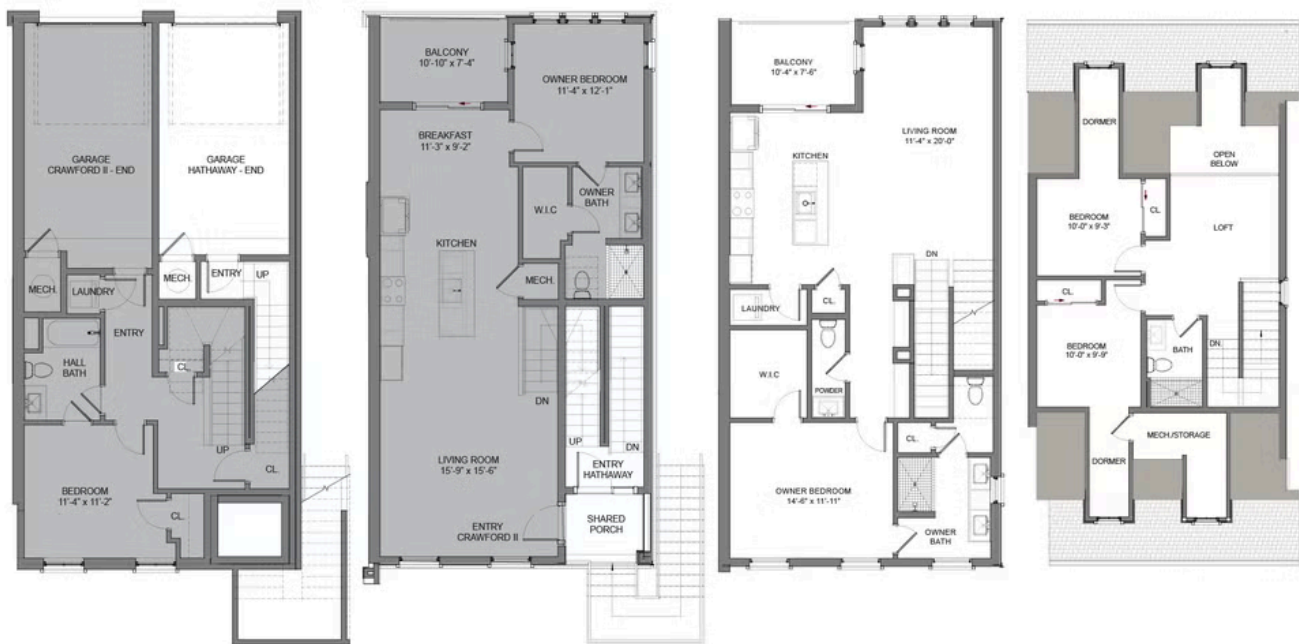 GARAGE
CRAWFORD II - END
GARAGE
HATHAWAY - END
MECH.
LAUNDRY
MECH.
ENTRY
UP
ENTRY
HALL
BATH
CL.
UP
CL.
BEDROOM
11'-4" x 11'-2"
CL.
BALCONY
10'-10" x 7'-4"
OWNER BEDROOM
11'-4" x 12'-1"
BREAKFAST
11'-3" x 9'-2"
W.I.C
OWNER
BATH
KITCHEN
MECH.
DN
LIVING ROOM
15'-9" x 15'-6"
UP
DN
ENTRY
HATHAWAY
SHARED
PORCH
ENTRY
CRAWFORD II
BALCONY
10'-4" x 7'-6"
LIVING ROOM
11'-4" x 20'-0"
KITCHEN
DN
LAUNDRY
CL.
W.I.C
POWDER
CL.
OWNER BEDROOM
14'-6" x 11'-11"
OWNER
BATH
DORMER
OPEN
BELOW
BEDROOM
10'-0" x 9'-3"
CL.
LOFT
CL.
BEDROOM
10'-0" x 9'-9"
BATH
DN.
MECH./STORAGE
DORMER